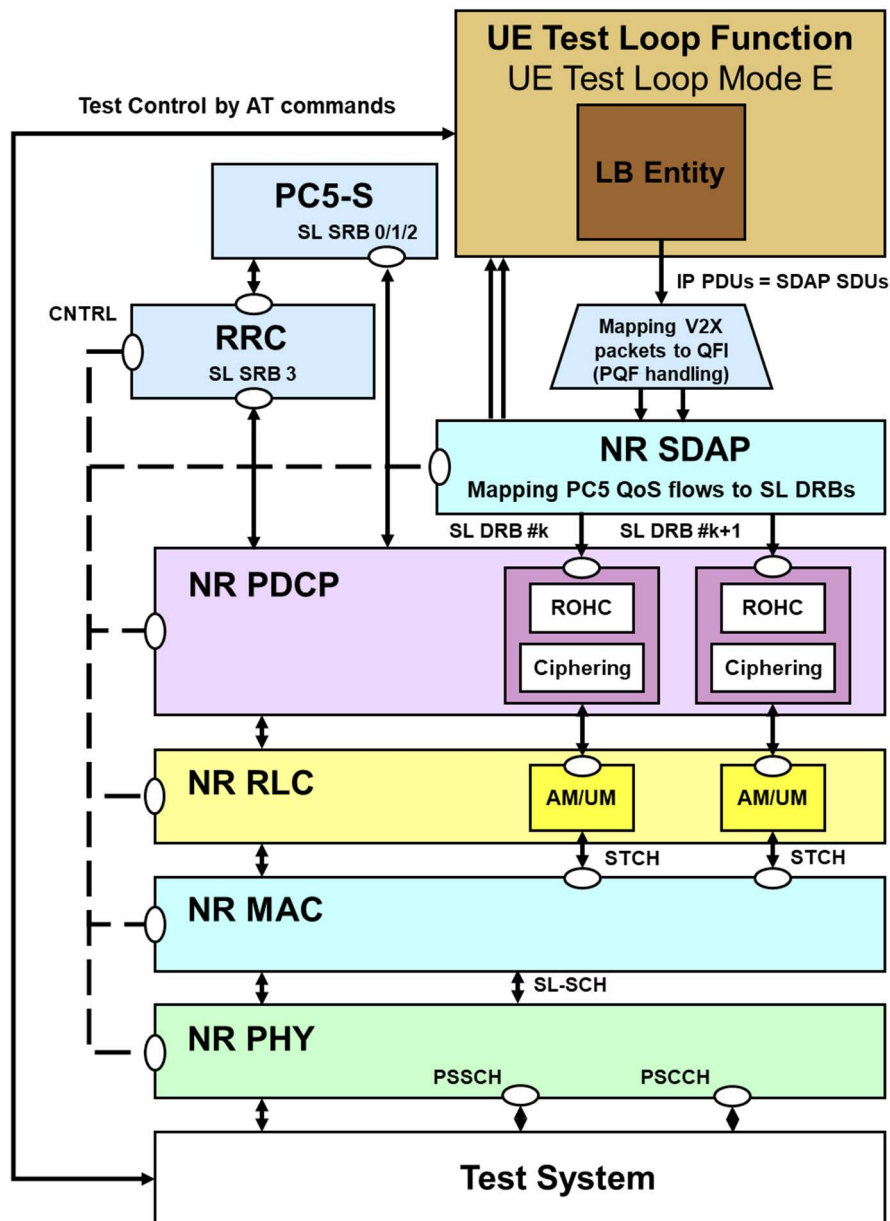 UE Test Loop Function
UE Test Loop Mode E
Test Control by AT commands
LB Entity
PC5-S
SL SRB 0/1/2
IP PDUs = SDAP SDUs
CNTRL
RRC
SL SRB 3
Mapping V2X
packets to QFI
(PQF handling)
NR SDAP
Mapping PC5 QoS flows to SL DRBs
SL DRB #k
SL DRB #k+1
NR PDCP
ROHC
ROHC
Ciphering
Ciphering
NR RLC
AM/UM
AM/UM
STCH
STCH
NR MAC
SL-SCH
NR PHY
PSSCH
PSCCH
Test System